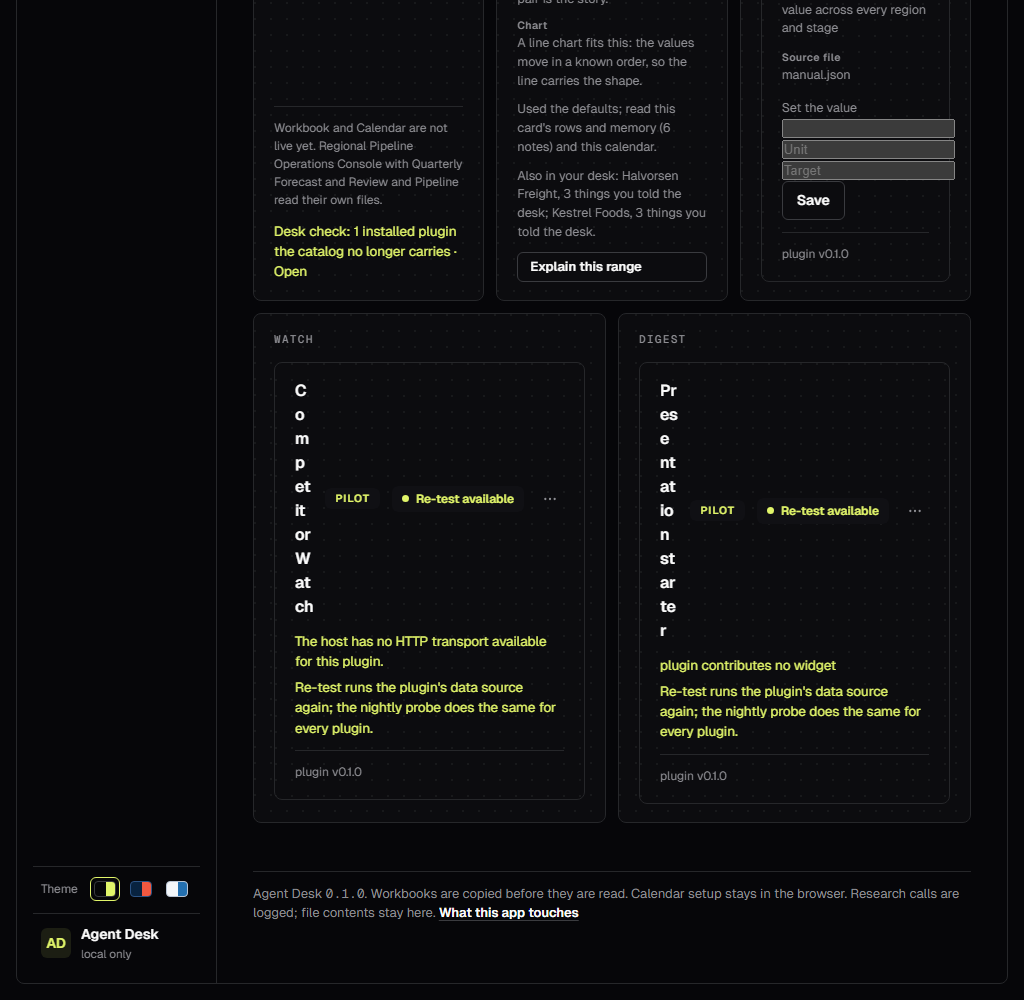 Workbook and Calendar are not
live yet. Regional Pipeline
Operations Console with Quarterly
Forecast and Review and Pipeline
read their own files.
Desk check: 1 installed plugin
the catalog no longer carries ·
Open
Chart
A line chart fits this: the values
move in a known order, so the
line carries the shape.
Used the defaults; read this
card's rows and memory (6
notes) and this calendar.
Also in your desk: Halvorsen
Freight, 3 things you told the
desk; Kestrel Foods, 3 things you
told the desk.
Explain this range
value across every region
and stage
Source file
manual.json
Set the value
Unit
Target
Save
plugin v0.1.0
WATCH
C
o
m
p
et
it
or
W
at
ch
PILOT
Re-test available
...
The host has no HTTP transport available
for this plugin.
Re-test runs the plugin's data source
again; the nightly probe does the same for
every plugin.
plugin v0.1.0
DIGEST
Pr
es
e
nt
at
io
n
st
ar
te
r
PILOT
Re-test available
...
plugin contributes no widget
Re-test runs the plugin's data source
again; the nightly probe does the same for
every plugin.
plugin v0.1.0
Theme
AD
Agent Desk
local only
Agent Desk 0.1.0. Workbooks are copied before they are read. Calendar setup stays in the browser. Research calls are
logged; file contents stay here. What this app touches